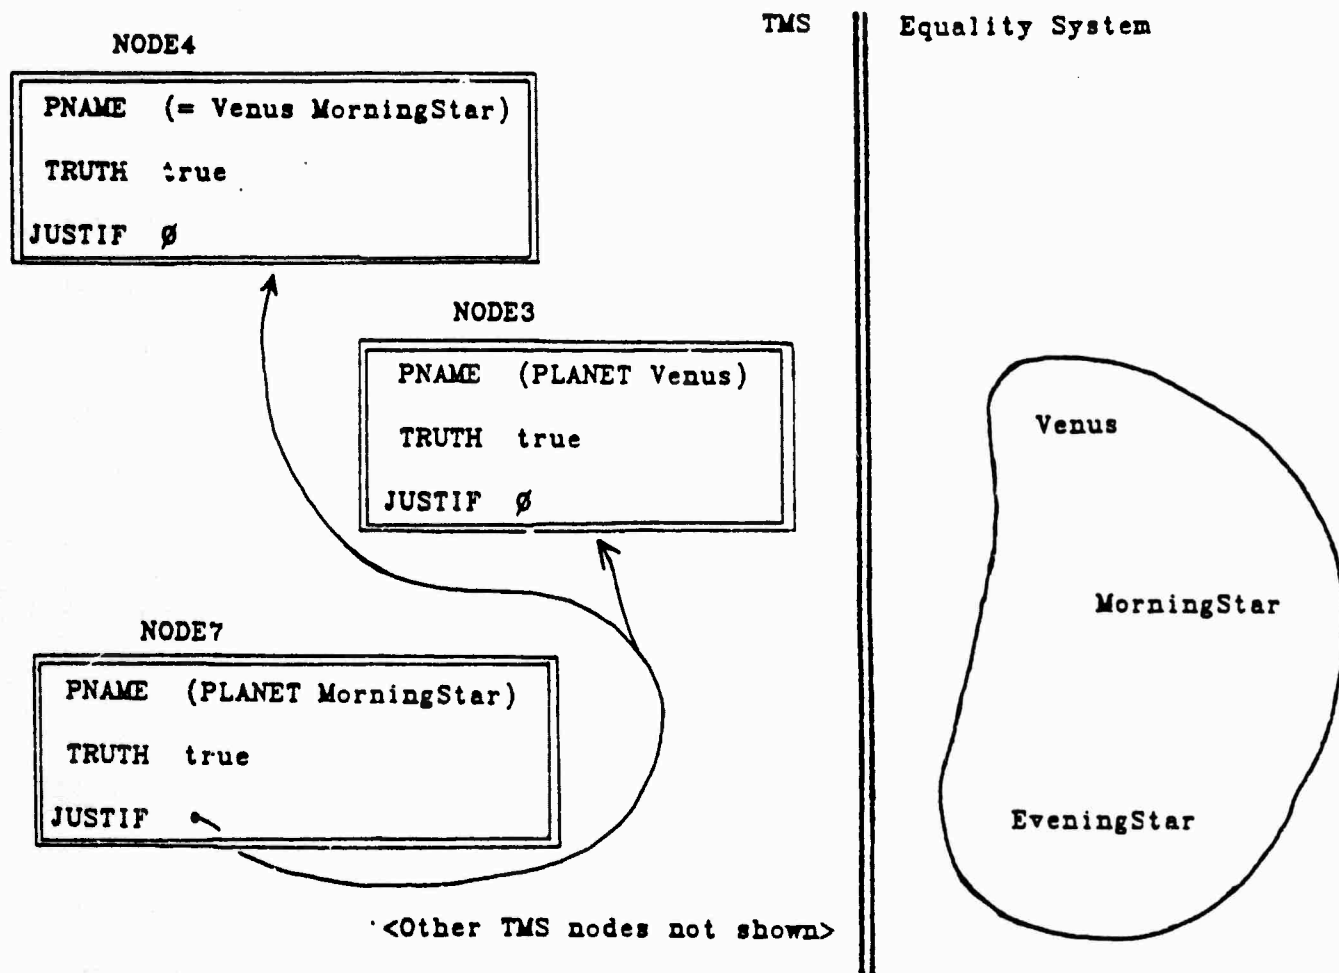 TMS
Equality System
NODE4
PNAME (= Venus MorningStar)
TRUTH true
JUSTIF Ø
NODE3
PNAME (PLANET Venus)
TRUTH true
JUSTIF Ø
NODE7
PNAME (PLANET MorningStar)
TRUTH true
JUSTIF
<Other TMS nodes not shown>
Venus
MorningStar
EveningStar